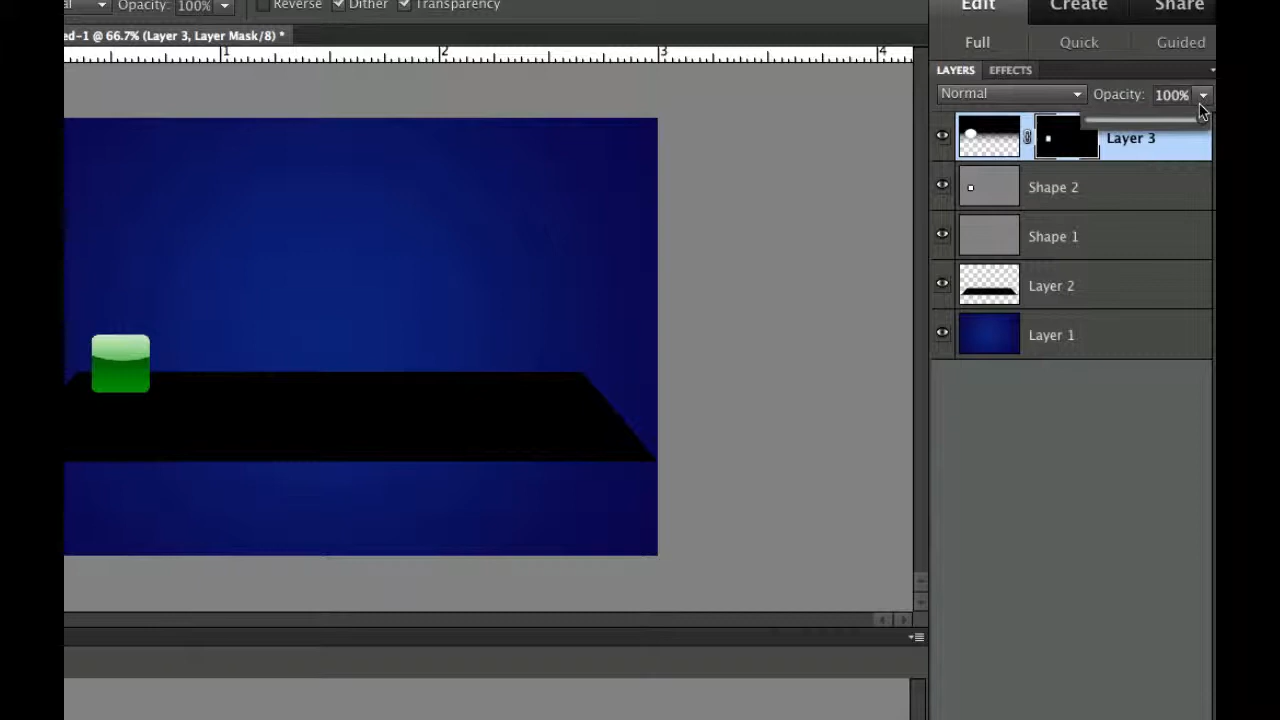 al Opacity: 100% Reverse Dither Transparency
Edit Create Share
ed-1 @ 66.7% (Layer 3, Layer Mask/8) *
Full Quick Guided
1 2 3 4
LAYERS EFFECTS
Normal Opacity: 100%
Layer 3
Shape 2
Shape 1
Layer 2
Layer 1